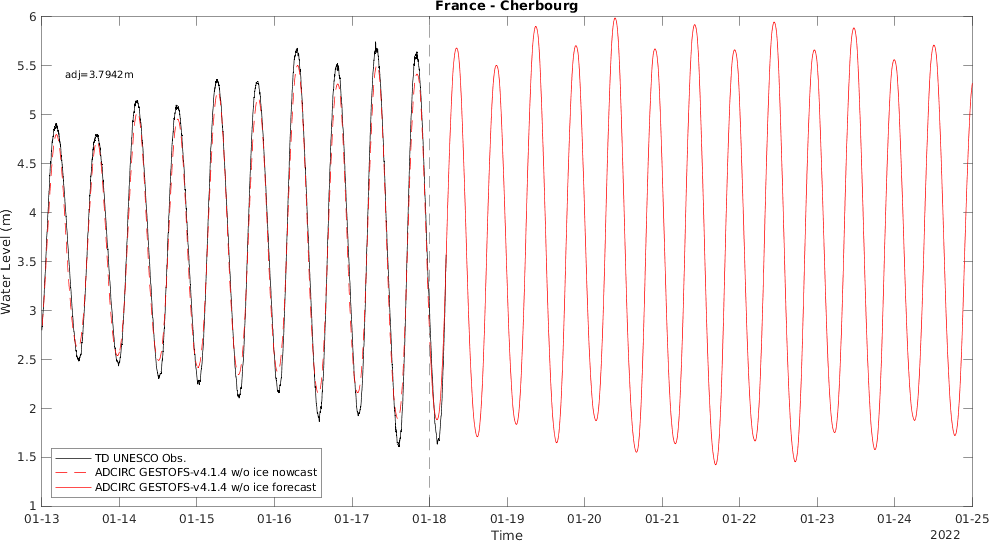 France - Cherbourg
6
5.5
5
4.5
4
3.5
3
2.5
2
1.5
1
Water Level (m)
adj=3.7942m
TD UNESCO Obs.
ADCIRC GESTOFS-v4.1.4 w/o ice nowcast
ADCIRC GESTOFS-v4.1.4 w/o ice forecast
01-13 01-14 01-15 01-16 01-17 01-18 01-19 01-20 01-21 01-22 01-23 01-24 01-25
Time
2022